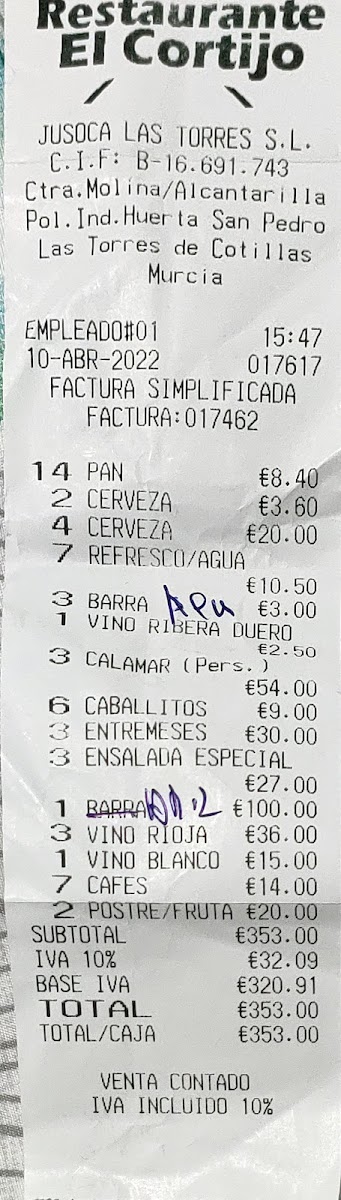 Restaurante
El Cortijo
JUSOCA LAS TORRES S.L.
C.I.F: B-16.691.743
Ctra.Molina/Alcantarilla
Pol.Ind.Huerta San Pedro
Las Torres de Cotillas
Murcia
EMPLEADO#01 15:47
10-ABR-2022 017617
FACTURA SIMPLIFICADA
FACTURA:017462
14 PAN €8.40
2 CERVEZA €3.60
4 CERVEZA €20.00
7 REFRESCO/AGUA
€10.50
3 BARRA €3.00
1 VINO RIBERA DUERO
€2.50
3 CALAMAR (Pers.)
€54.00
6 CABALLITOS €9.00
3 ENTREMESES €30.00
3 ENSALADA ESPECIAL
€27.00
1 BARRA €100.00
3 VINO RIOJA €36.00
1 VINO BLANCO €15.00
7 CAFES €14.00
2 POSTRE/FRUTA €20.00
SUBTOTAL €353.00
IVA 10% €32.09
BASE IVA €320.91
TOTAL €353.00
TOTAL/CAJA €353.00
VENTA CONTADO
IVA INCLUIDO 10%